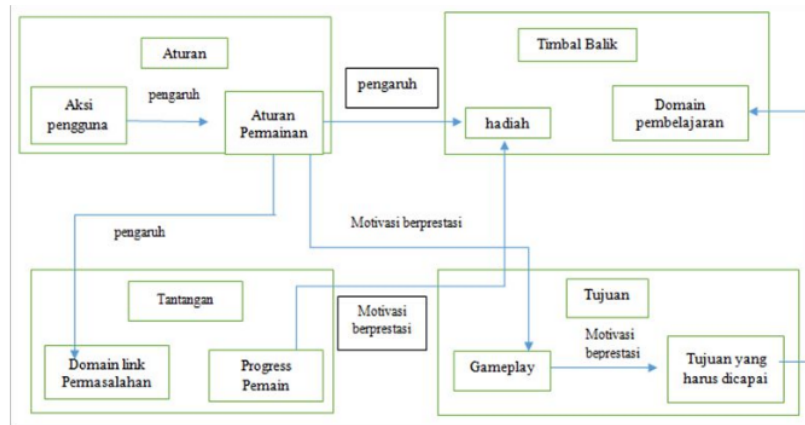 Aturan
Aksi
pengguna
pengaruh
Aturan
Permainan
pengaruh
Timbal Balik
hadiah
Domain
pembelajaran
pengaruh
Motivasi berprestasi
Tantangan
Domain link
Permasalahan
Progress
Pemain
Motivasi
berprestasi
Tujuan
Gameplay
Motivasi
beprestasi
Tujuan yang
harus dicapai